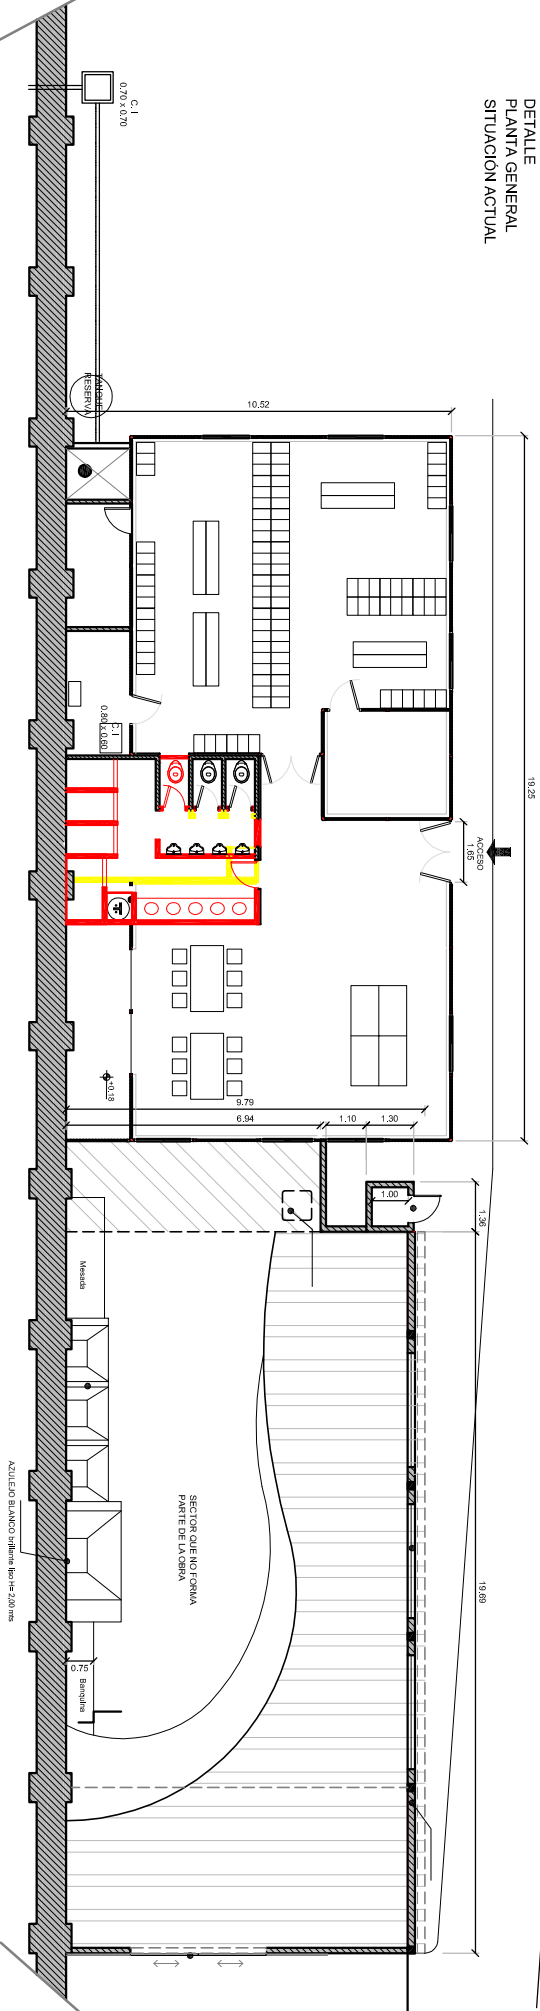 DETALLE
PLANTA GENERAL
SITUACIÓN ACTUAL
C. I
0.70 x 0.70
TANQUE
RESERVA
10.52
19.25
C. I
0.80 x 0.60
ACCESO
1.65
+0.18
9.79
6.94
1.10
1.30
1.00
1.36
Mesada
SECTOR QUE NO FORMA
PARTE DE LA OBRA
AZULEJO BLANCO brillante tipo H= 2,00 mts
19.69
0.75
Banquina